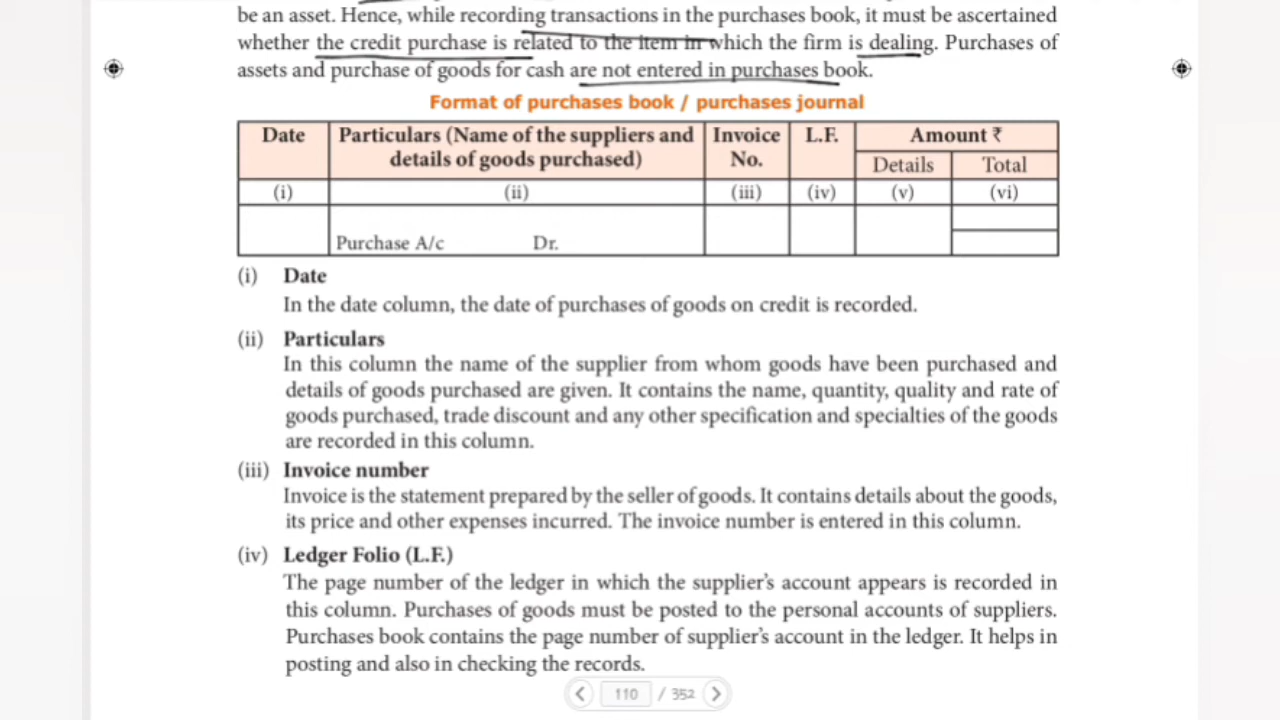 be an asset. Hence, while recording transactions in the purchases book, it must be ascertained
whether the credit purchase is related to the item in which the firm is dealing. Purchases of
assets and purchase of goods for cash are not entered in purchases book.
Format of purchases book / purchases journal
Date Particulars (Name of the suppliers and details of goods purchased) Invoice No. L.F. Amount ₹
Details Total
(i) (ii) (iii) (iv) (v) (vi)
Purchase A/c Dr.
(i) Date
In the date column, the date of purchases of goods on credit is recorded.
(ii) Particulars
In this column the name of the supplier from whom goods have been purchased and
details of goods purchased are given. It contains the name, quantity, quality and rate of
goods purchased, trade discount and any other specification and specialties of the goods
are recorded in this column.
(iii) Invoice number
Invoice is the statement prepared by the seller of goods. It contains details about the goods,
its price and other expenses incurred. The invoice number is entered in this column.
(iv) Ledger Folio (L.F.)
The page number of the ledger in which the supplier's account appears is recorded in
this column. Purchases of goods must be posted to the personal accounts of suppliers.
Purchases book contains the page number of supplier's account in the ledger. It helps in
posting and also in checking the records.
110 / 352